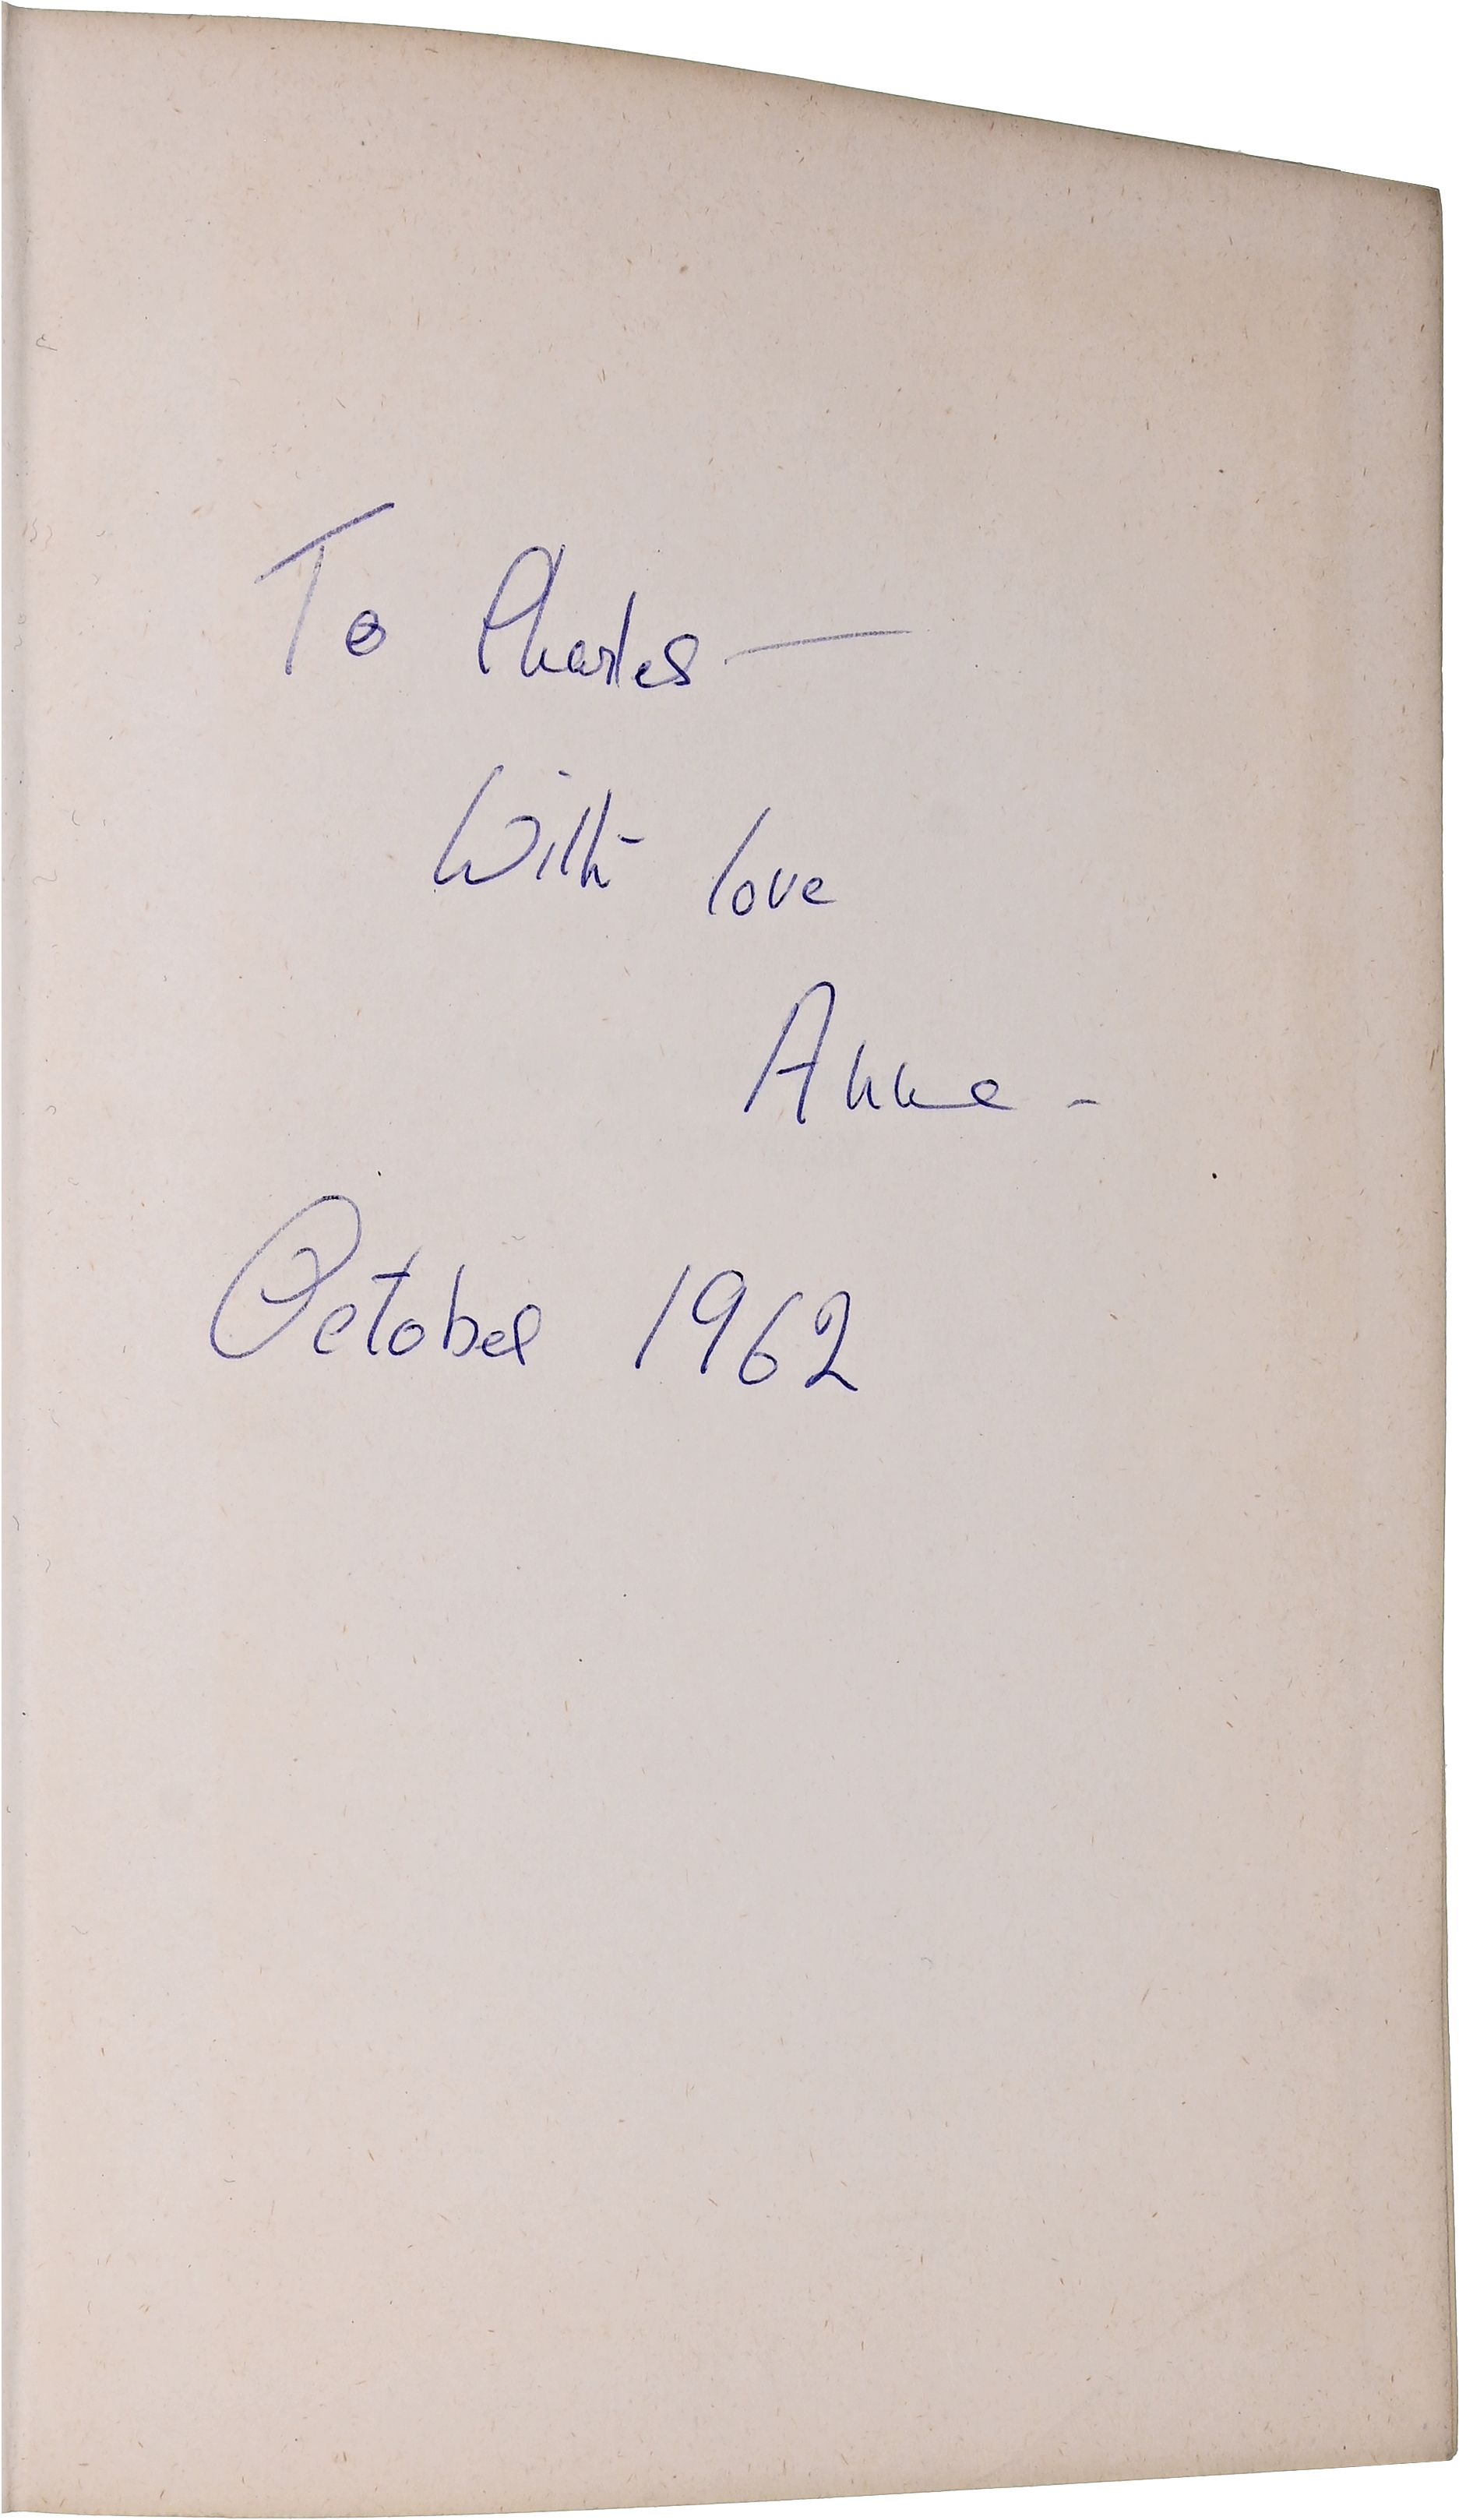 To Charles —
With love
Anne -
October 1962